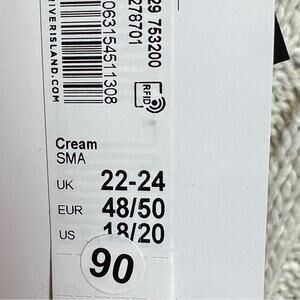 RIVERISLAND.COM
5063154511308
278701
29 753200
RFID
Cream
SMA
UK 22-24
EUR 48/50
US 18/20
90